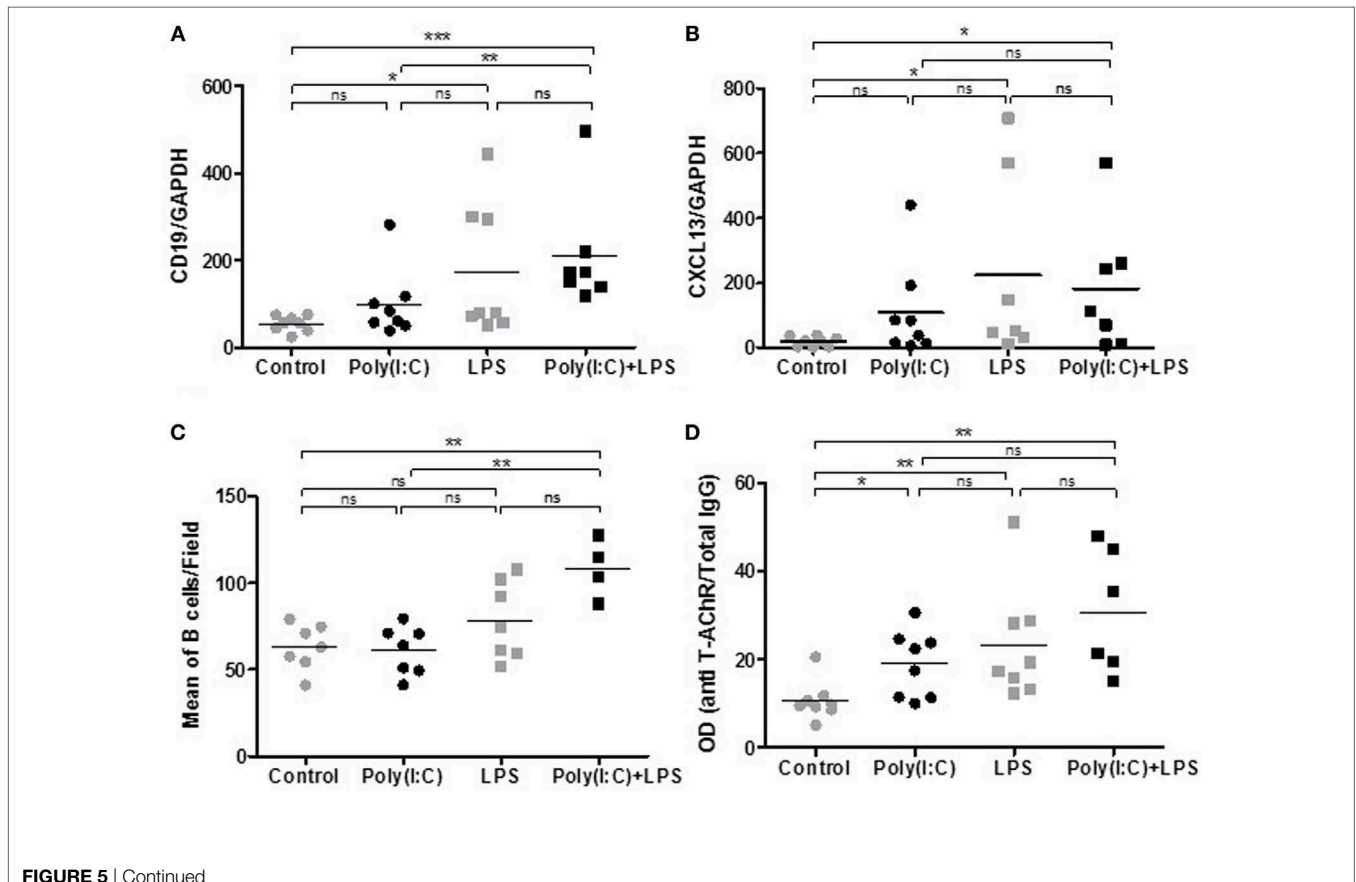 A
***
**
*
ns ns ns
600
400
200
0
CD19/GAPDH
Control Poly(I:C) LPS Poly(I:C)+LPS
B
*
ns
*
ns ns ns
800
600
400
200
0
CXCL13/GAPDH
Control Poly(I:C) LPS Poly(I:C)+LPS
C
**
**
ns
ns ns ns
150
100
50
0
Mean of B cells/Field
Control Poly(I:C) LPS Poly(I:C)+LPS
D
**
ns
**
* ns ns
60
40
20
0
OD (anti T-AChR/Total IgG)
Control Poly(I:C) LPS Poly(I:C)+LPS
FIGURE 5 | Continued